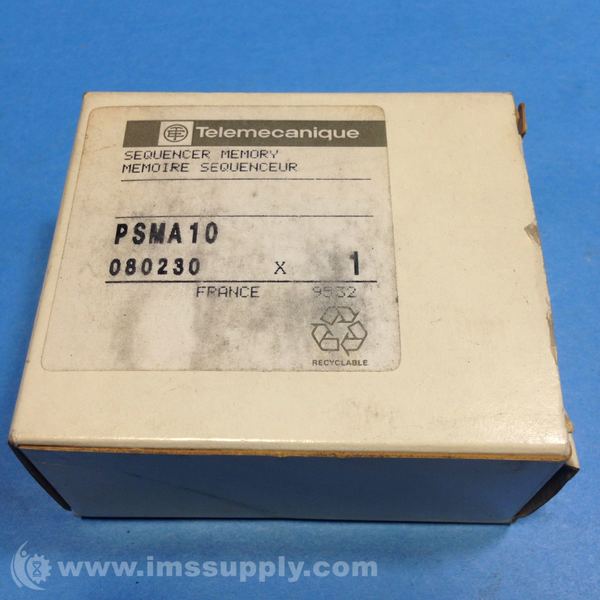 Telemecanique
SEQUENCER MEMORY
MEMOIRE SEQUENCEUR
PSMA10
080230 X 1
FRANCE 9532
RECYCLABLE
www.imssupply.com